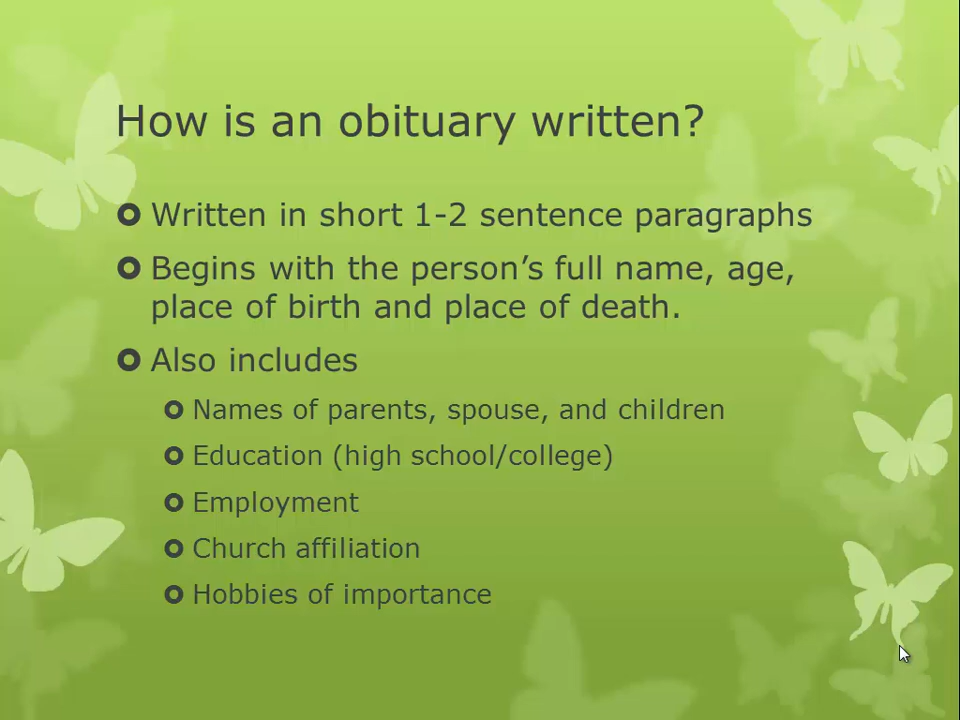 How is an obituary written?
Written in short 1-2 sentence paragraphs
Begins with the person’s full name, age,
place of birth and place of death.
Also includes
Names of parents, spouse, and children
Education (high school/college)
Employment
Church affiliation
Hobbies of importance